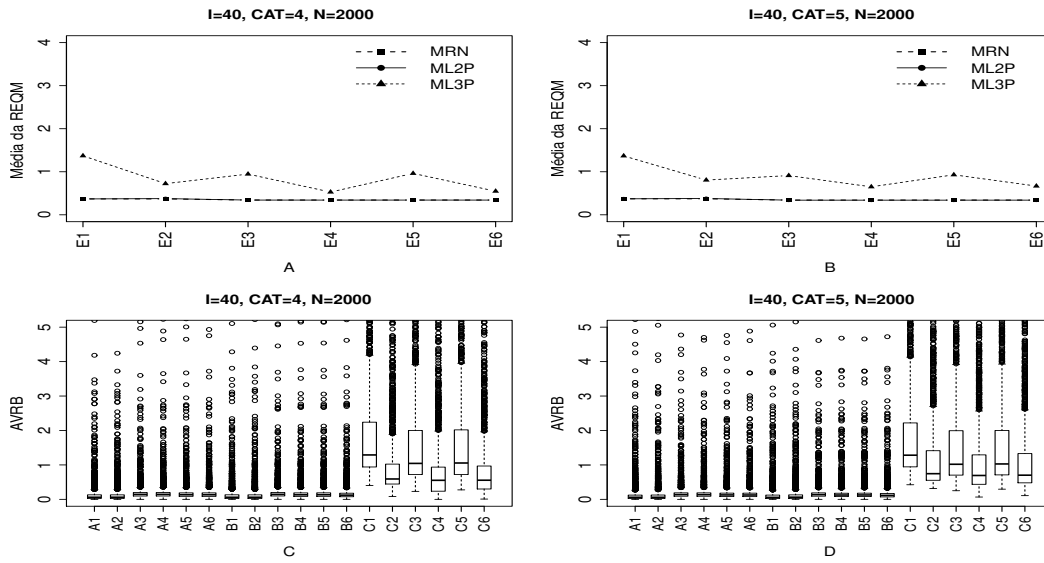 I=40, CAT=4, N=2000
Média da REQM
4
3
2
1
0
MRN
ML2P
ML3P
E1 E2 E3 E4 E5 E6
A
I=40, CAT=5, N=2000
Média da REQM
4
3
2
1
0
MRN
ML2P
ML3P
E1 E2 E3 E4 E5 E6
B
I=40, CAT=4, N=2000
AVRB
5
4
3
2
1
0
A1 A2 A3 A4 A5 A6 B1 B2 B3 B4 B5 B6 C1 C2 C3 C4 C5 C6
C
I=40, CAT=5, N=2000
AVRB
5
4
3
2
1
0
A1 A2 A3 A4 A5 A6 B1 B2 B3 B4 B5 B6 C1 C2 C3 C4 C5 C6
D